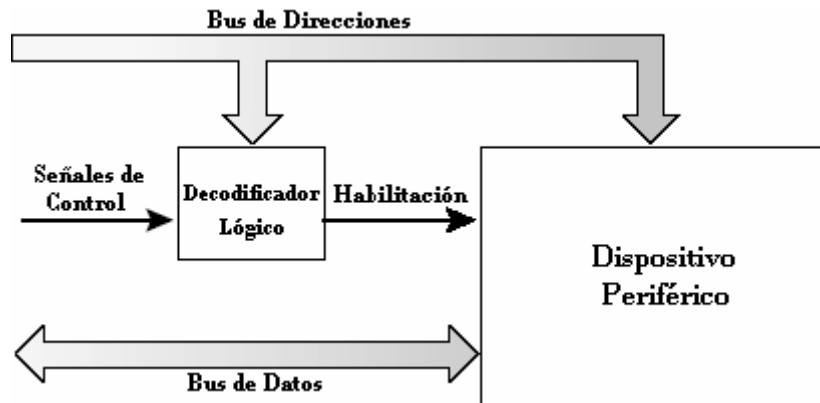 Bus de Direcciones
Señales de
Control
Decodificador
Lógico
Habilitación
Dispositivo
Periférico
Bus de Datos